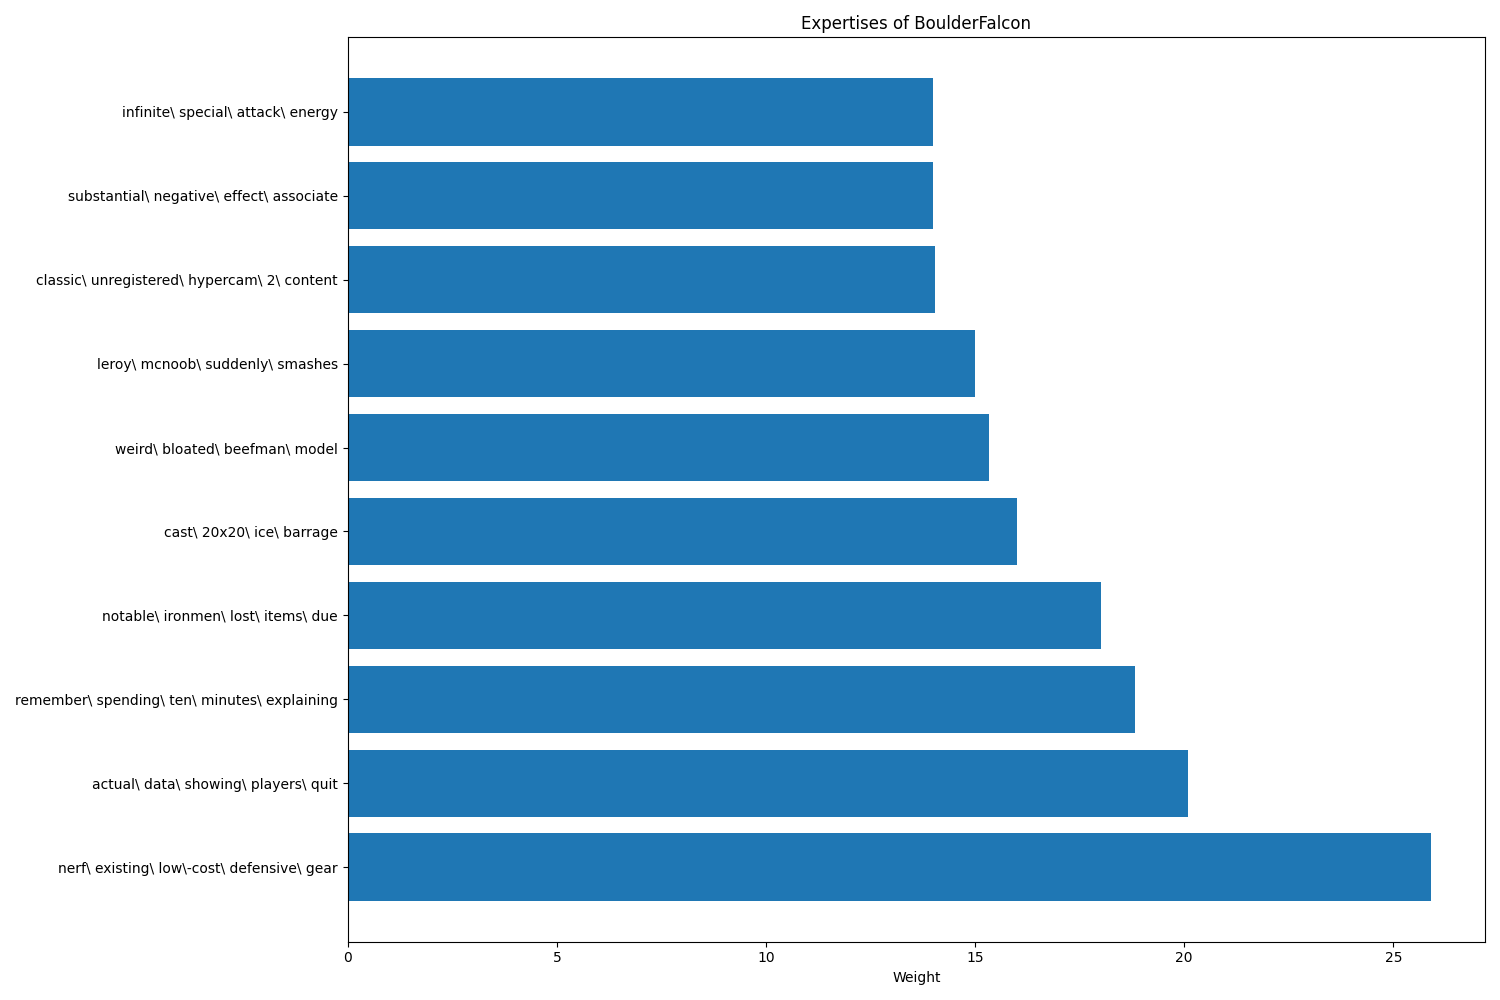 Expertises of BoulderFalcon
infinite\ special\ attack\ energy
substantial\ negative\ effect\ associate
classic\ unregistered\ hypercam\ 2\ content
leroy\ mcnoob\ suddenly\ smashes
weird\ bloated\ beefman\ model
cast\ 20x20\ ice\ barrage
notable\ ironmen\ lost\ items\ due
remember\ spending\ ten\ minutes\ explaining
actual\ data\ showing\ players\ quit
nerf\ existing\ low\-cost\ defensive\ gear
0 5 10 15 20 25
Weight